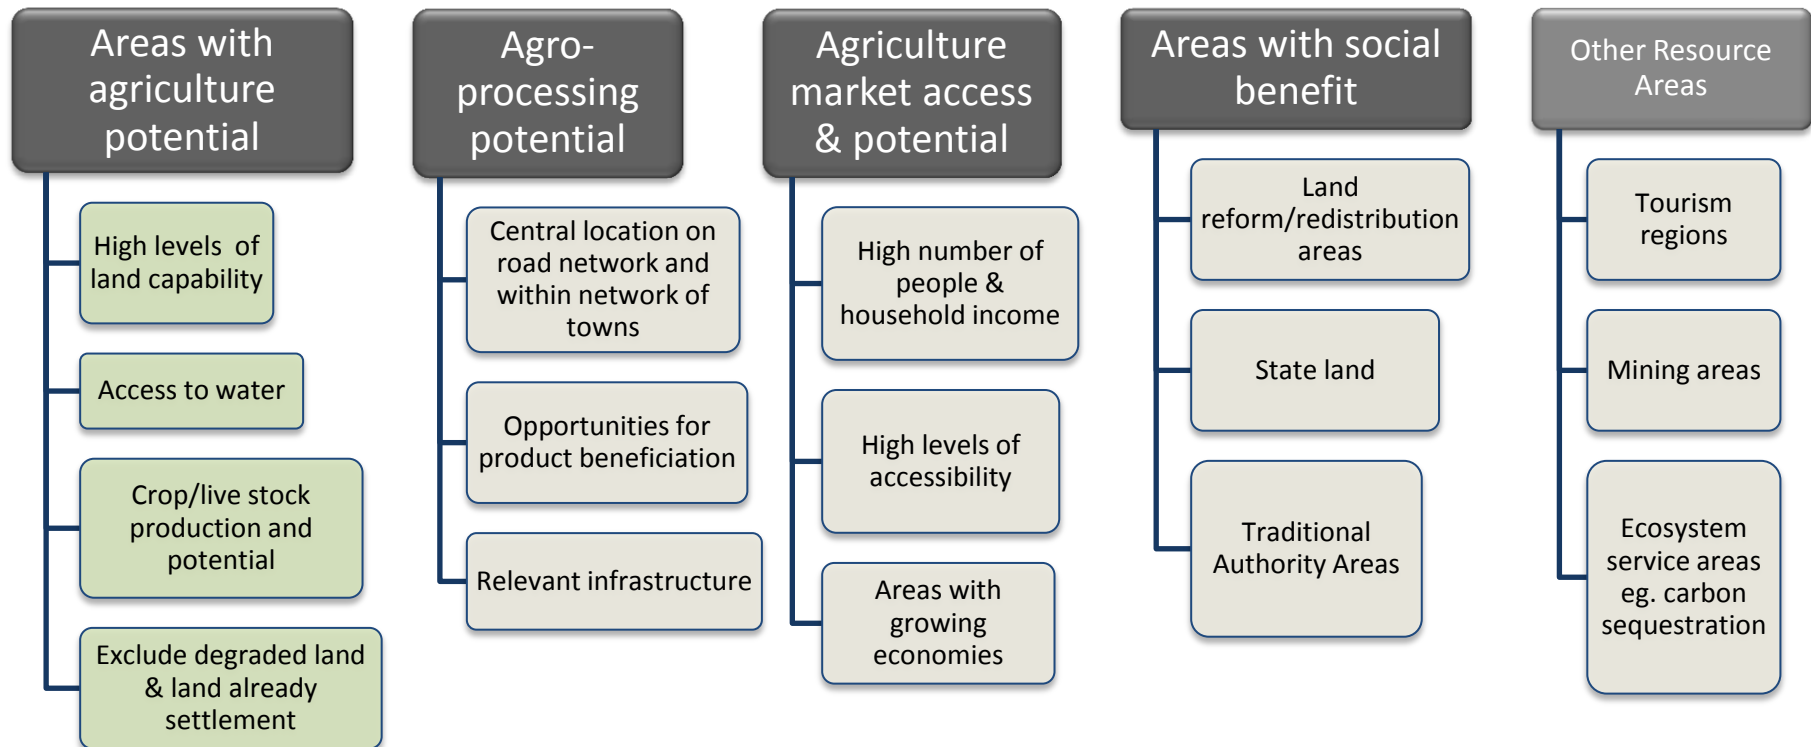 Areas with
agriculture
potential
High levels of
land capability
Access to water
Crop/live stock
production and
potential
Exclude degraded land
& land already
settlement
Agro-
processing
potential
Central location on
road network and
within network of
towns
Opportunities for
product beneficiation
Relevant infrastructure
Agriculture
market access
& potential
High number of
people &
household income
High levels of
accessibility
Areas with
growing
economies
Areas with social
benefit
Land
reform/redistribution
areas
State land
Traditional
Authority Areas
Other Resource
Areas
Tourism
regions
Mining areas
Ecosystem
service areas
eg. carbon
sequestration